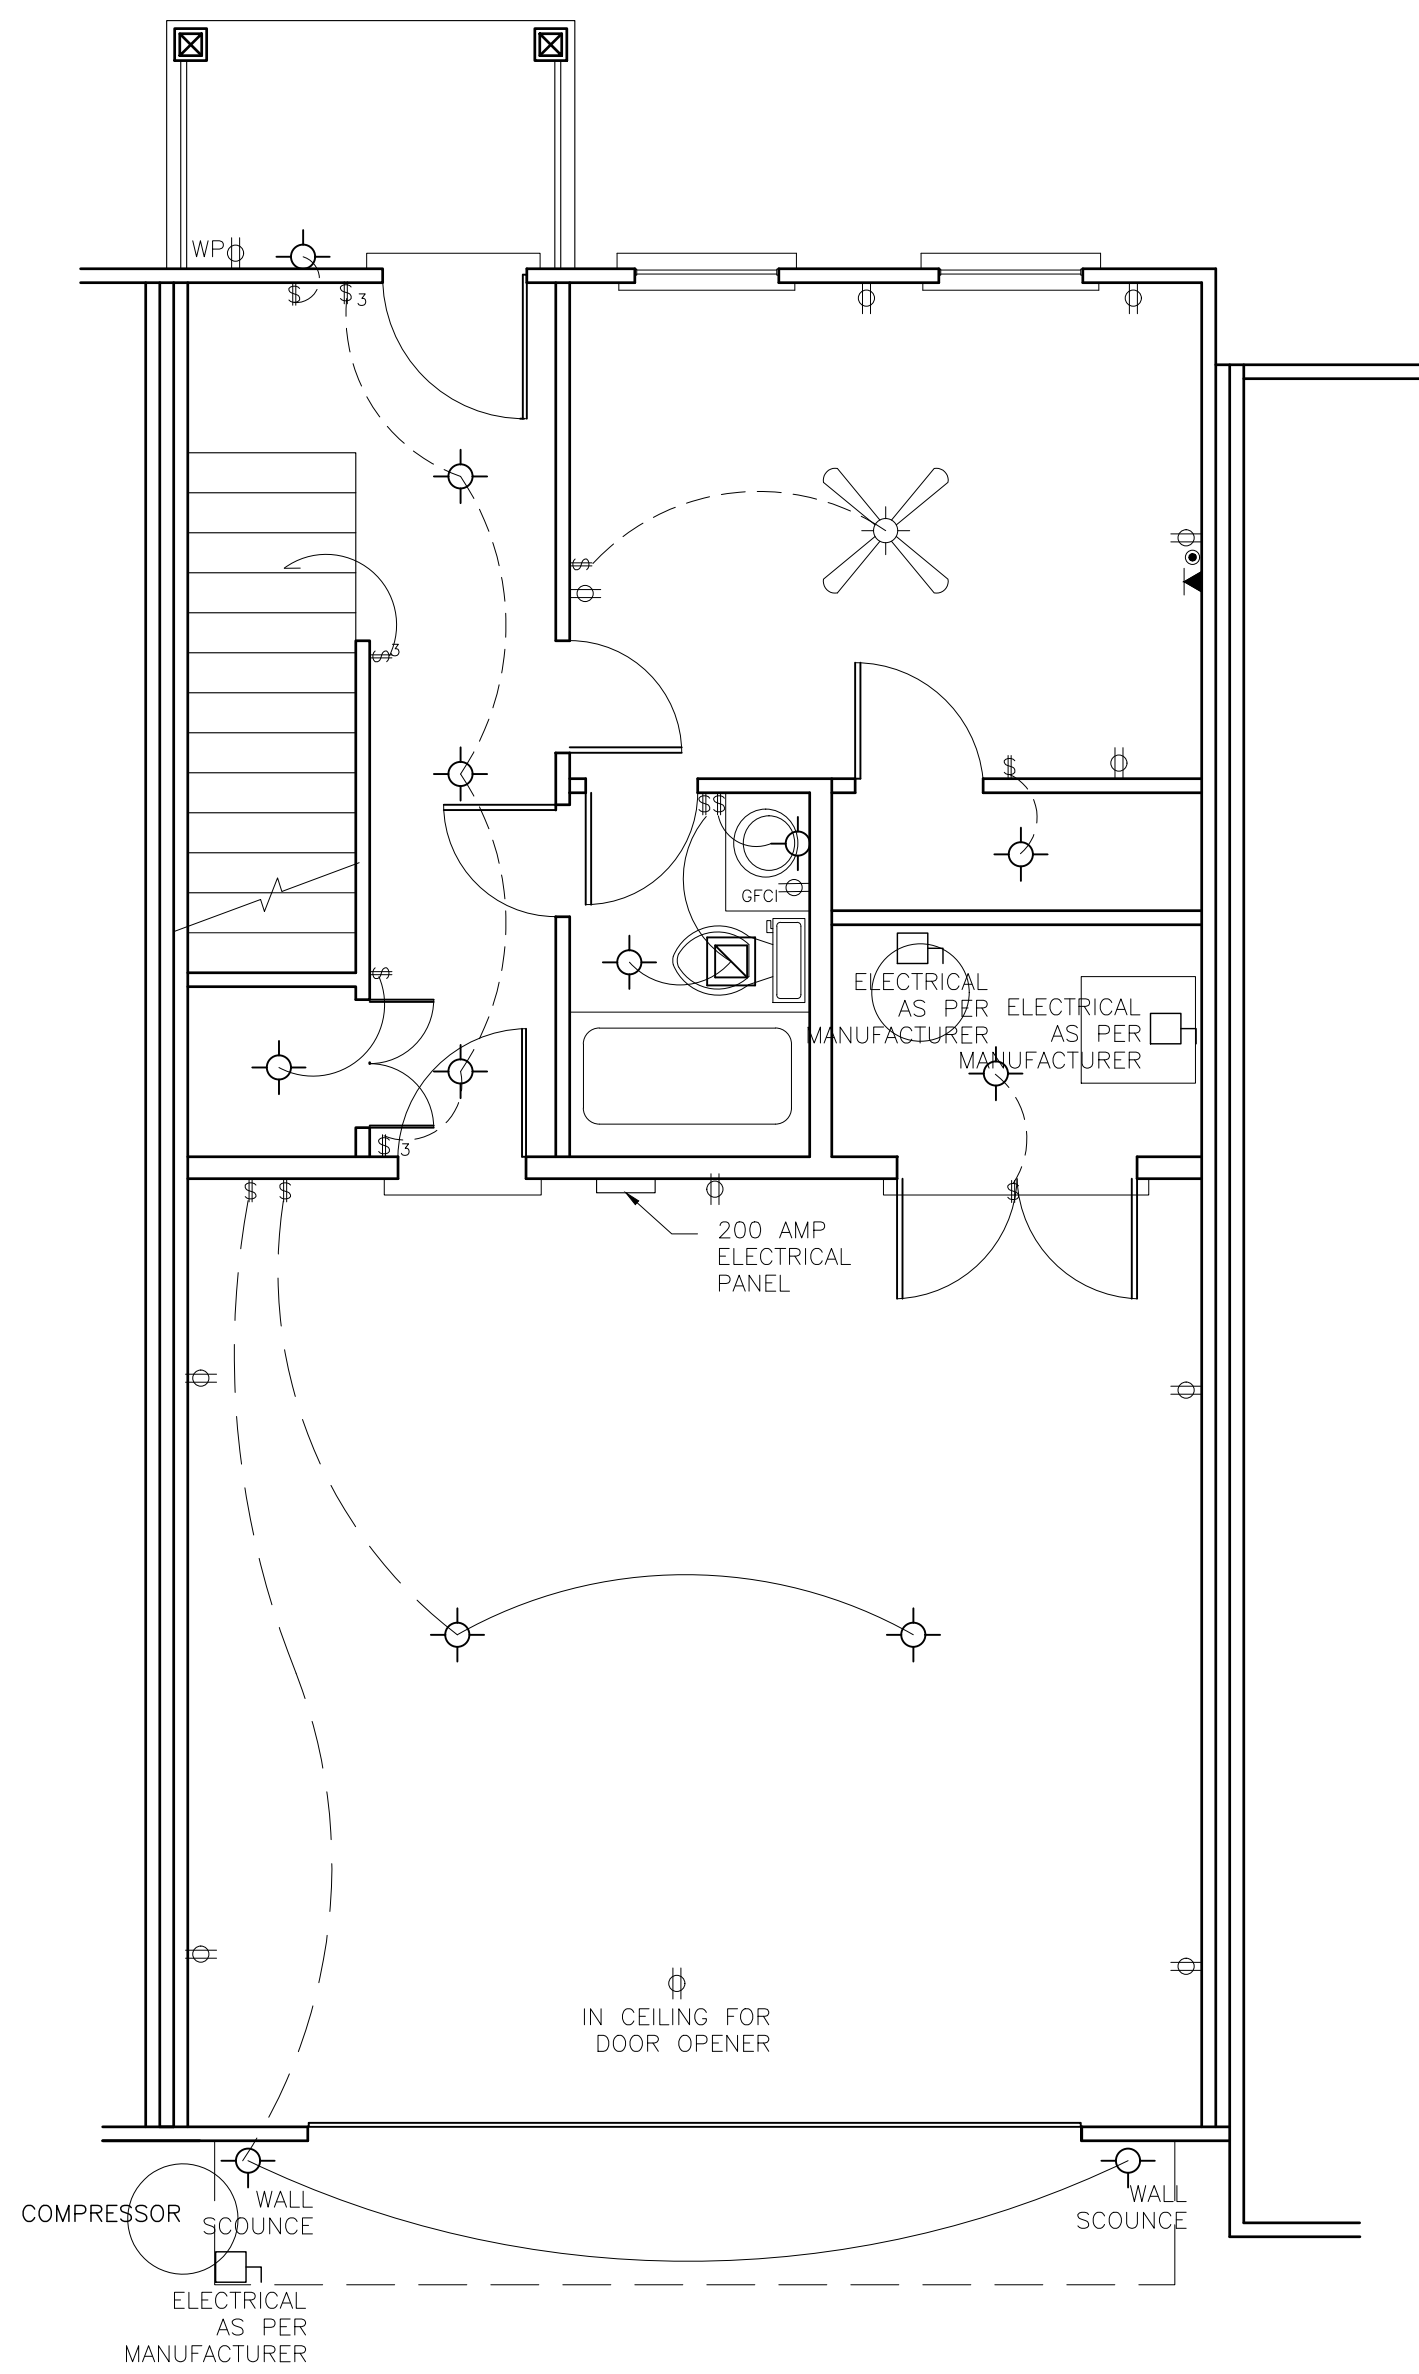 WP
$
$3
$
$3
$
$ $
GFCI
ELECTRICAL
AS PER
MANUFACTURER
ELECTRICAL
AS PER
MANUFACTURER
$
$3
$ $
$
200 AMP
ELECTRICAL
PANEL
IN CEILING FOR
DOOR OPENER
COMPRESSOR
WALL
SCOUNCE
WALL
SCOUNCE
ELECTRICAL
AS PER
MANUFACTURER